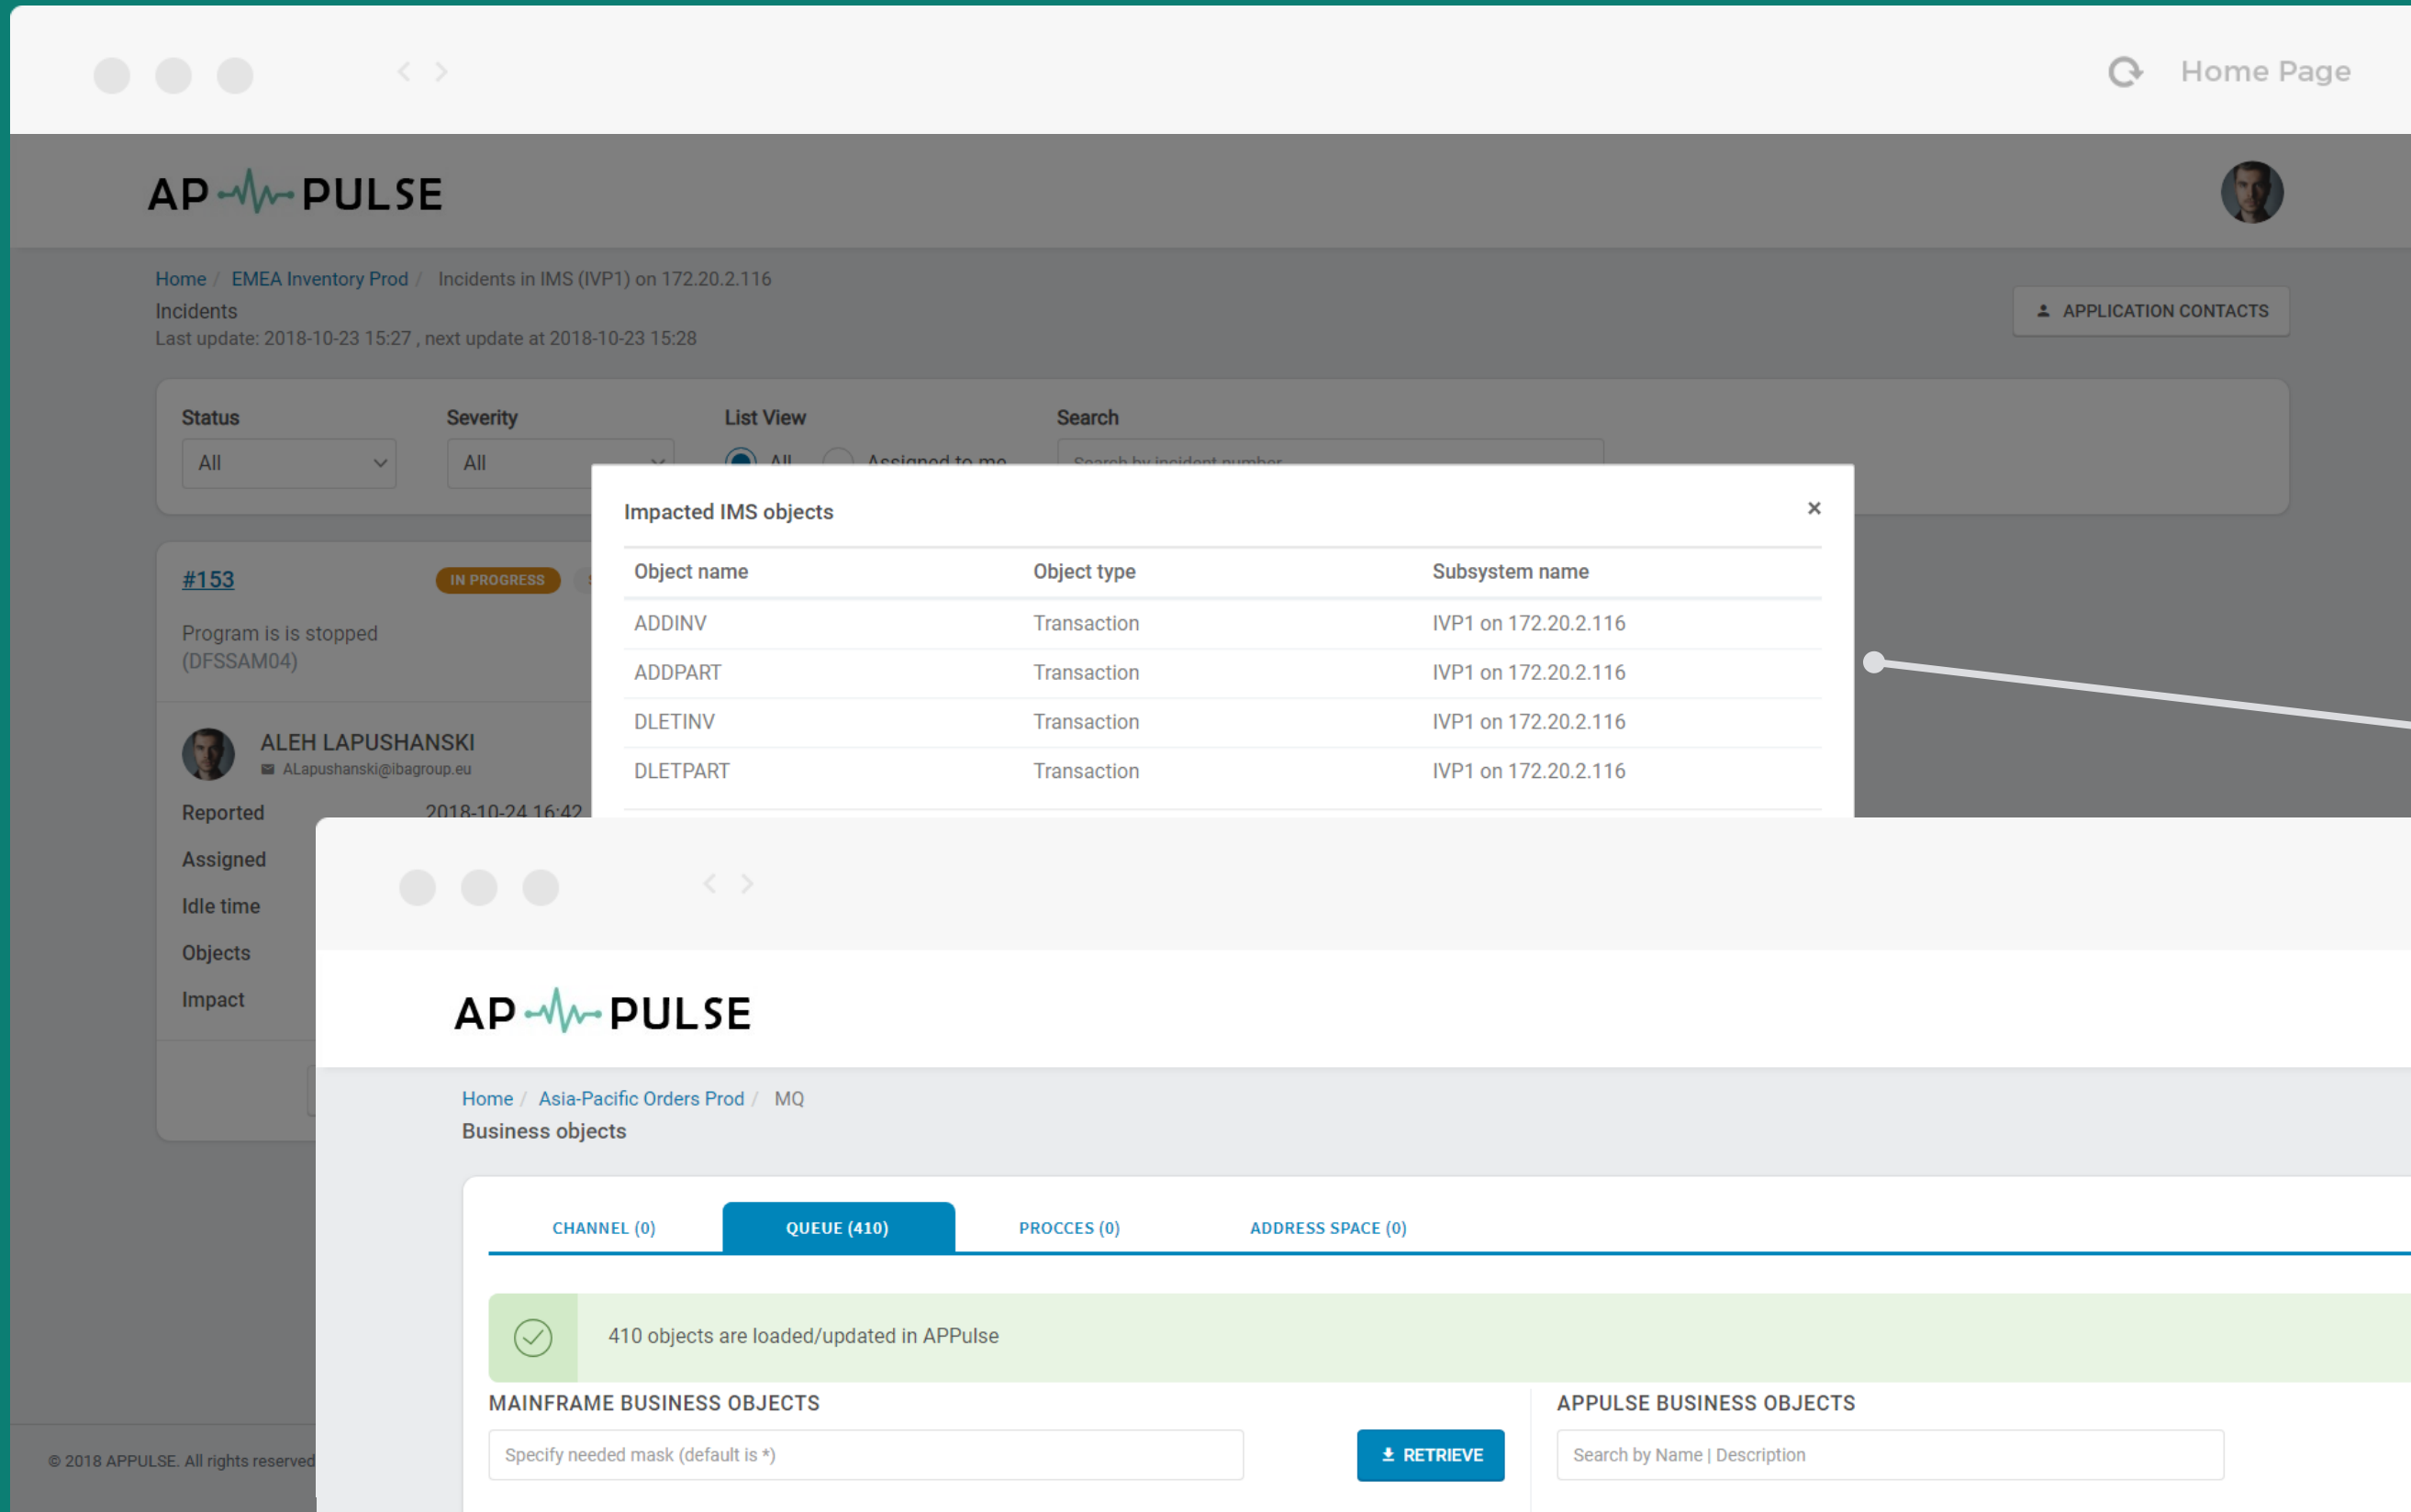 Home Page
AP PULSE
Home / EMEA Inventory Prod / Incidents in IMS (IVP1) on 172.20.2.116
Incidents
Last update: 2018-10-23 15:27 , next update at 2018-10-23 15:28
APPLICATION CONTACTS
Status Severity List View Search
All All All Assigned to me Search by incident number
Impacted IMS objects ×
Object name Object type Subsystem name
ADDINV Transaction IVP1 on 172.20.2.116
ADDPART Transaction IVP1 on 172.20.2.116
DLETINV Transaction IVP1 on 172.20.2.116
DLETPART Transaction IVP1 on 172.20.2.116
#153 IN PROGRESS
Program is is stopped
(DFSSAM04)
ALEH LAPUSHANSKI
ALapushanski@ibagroup.eu
Reported 2018-10-24 16:42
Assigned
Idle time
Objects
Impact
© 2018 APPULSE. All rights reserved
AP PULSE
Home / Asia-Pacific Orders Prod / MQ
Business objects
CHANNEL (0) QUEUE (410) PROCCES (0) ADDRESS SPACE (0)
410 objects are loaded/updated in APPulse
MAINFRAME BUSINESS OBJECTS
Specify needed mask (default is *) RETRIEVE
APPULSE BUSINESS OBJECTS
Search by Name | Description